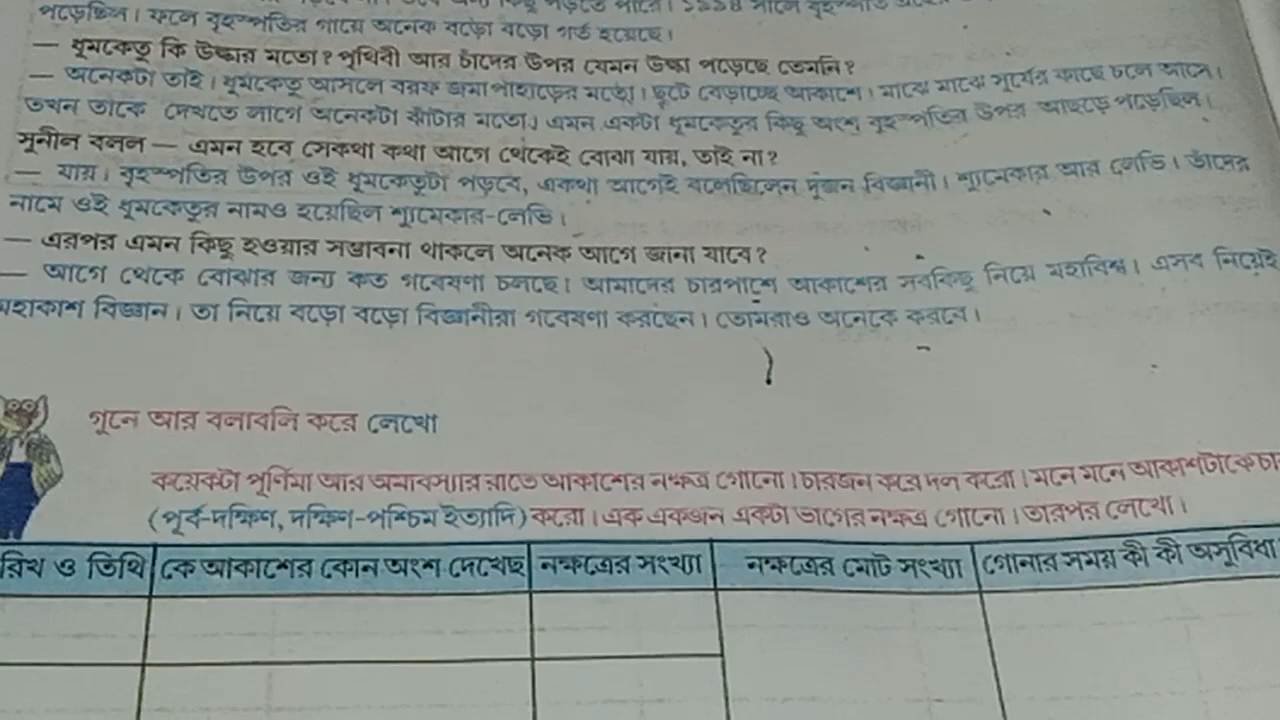 পড়েছিল। ফলে বৃহস্পতির গায়ে অনেক বড়ো বড়ো গর্ত হয়েছে।
— ধূমকেতু কি উল্কার মতো? পৃথিবী আর চাঁদের উপর যেমন উল্কা পড়েছে তেমনি?
— অনেকটা তাই। ধূমকেতু আসলে বরফ জমা পাহাড়ের মতো। ছুটে বেড়াচ্ছে আকাশে। মাঝে মাঝে সূর্যের কাছে চলে আসে।
তখন তাকে দেখতে লাগে অনেকটা ঝাঁটার মতো। এমন একটা ধূমকেতুর কিছু অংশ বৃহস্পতির উপর আছড়ে পড়েছিল।
সুনীল বলল — এমন হবে সেকথা কথা আগে থেকেই বোঝা যায়, তাই না?
— যায়। বৃহস্পতির উপর ওই ধূমকেতুটা পড়বে, একথা আগেই বলেছিলেন দুজন বিজ্ঞানী। শ্যুমেকার আর লেভি। তাঁদের
নামে ওই ধূমকেতুর নামও হয়েছিল শ্যুমেকার-লেভি।
— এরপর এমন কিছু হওয়ার সম্ভাবনা থাকলে অনেক আগে জানা যাবে?
— আগে থেকে বোঝার জন্য কত গবেষণা চলছে। আমাদের চারপাশে আকাশের সবকিছু নিয়ে মহাবিশ্ব। এসব নিয়েই
মহাকাশ বিজ্ঞান। তা নিয়ে বড়ো বড়ো বিজ্ঞানীরা গবেষণা করছেন। তোমরাও অনেকে করবে।
গুনে আর বলাবলি করে লেখো
কয়েকটা পূর্ণিমা আর অমাবস্যার রাতে আকাশের নক্ষত্র গোনো। চারজন করে দল করো। মনে মনে আকাশটাকে চা
(পূর্ব-দক্ষিণ, দক্ষিণ-পশ্চিম ইত্যাদি) করো। এক একজন একটা ভাগের নক্ষত্র গোনো। তারপর লেখো।
রিখ ও তিথি কে আকাশের কোন অংশ দেখেছ নক্ষত্রের সংখ্যা নক্ষত্রের মোট সংখ্যা গোনার সময় কী কী অসুবিধা